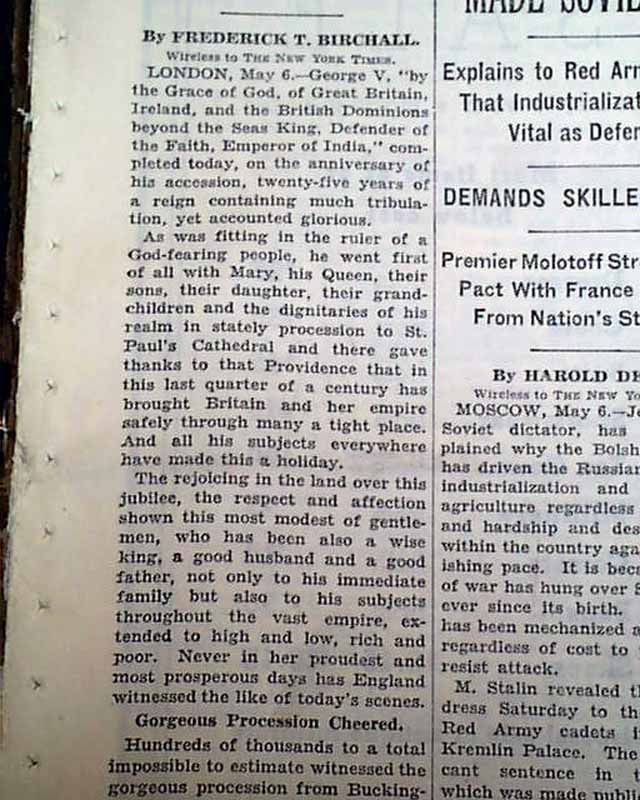 By FREDERICK T. BIRCHALL.
Wireless to THE NEW YORK TIMES.
LONDON, May 6.—George V, "by
the Grace of God, of Great Britain,
Ireland, and the British Dominions
beyond the Seas King, Defender of
the Faith, Emperor of India," com-
pleted today, on the anniversary of
his accession, twenty-five years of
a reign containing much tribula-
tion, yet accounted glorious.
As was fitting in the ruler of a
God-fearing people, he went first
of all with Mary, his Queen, their
sons, their daughter, their grand-
children and the dignitaries of his
realm in stately procession to St.
Paul's Cathedral and there gave
thanks to that Providence that in
this last quarter of a century has
brought Britain and her empire
safely through many a tight place.
And all his subjects everywhere
have made this a holiday.
The rejoicing in the land over this
jubilee, the respect and affection
shown this most modest of gentle-
men, who has been also a wise
king, a good husband and a good
father, not only to his immediate
family but also to his subjects
throughout the vast empire, ex-
tended to high and low, rich and
poor. Never in her proudest and
most prosperous days has England
witnessed the like of today's scenes.
Gorgeous Procession Cheered.
Hundreds of thousands to a total
impossible to estimate witnessed the
gorgeous procession from Bucking-
MADE SOVIE
Explains to Red Arm
That Industrializat
Vital as Defen
DEMANDS SKILLE
Premier Molotoff Str
Pact With France
From Nation's St
By HAROLD DE
Wireless to THE NEW YO
MOSCOW, May 6.—Jo
Soviet dictator, has
plained why the Bolsh
has driven the Russian
industrialization and
agriculture regardless
and hardship and des
within the country aga
ishing pace. It is beca
of war has hung over S
ever since its birth.
has been mechanized a
regardless of cost to
resist attack.
M. Stalin revealed th
dress Saturday to th
Red Army cadets i
Kremlin Palace. The
cant sentence in t
which was made publi